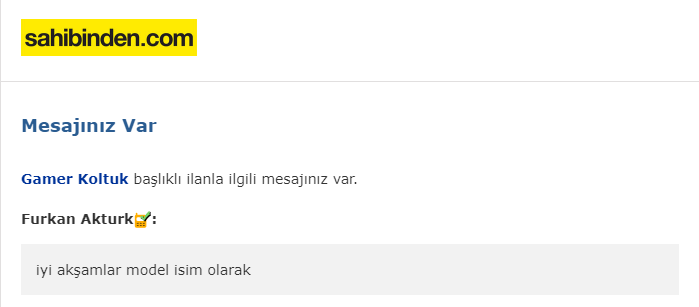 sahibinden.com
Mesajınız Var
Gamer Koltuk başlıklı ilanla ilgili mesajınız var.
Furkan Akturk:
iyi akşamlar model isim olarak